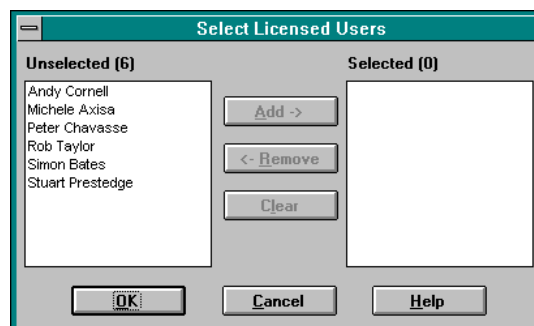 Select Licensed Users
Unselected (6)
Selected (0)
Andy Cornell
Michele Axisa
Peter Chavasse
Rob Taylor
Simon Bates
Stuart Prestedge
Add ->
<- Remove
Clear
OK
Cancel
Help